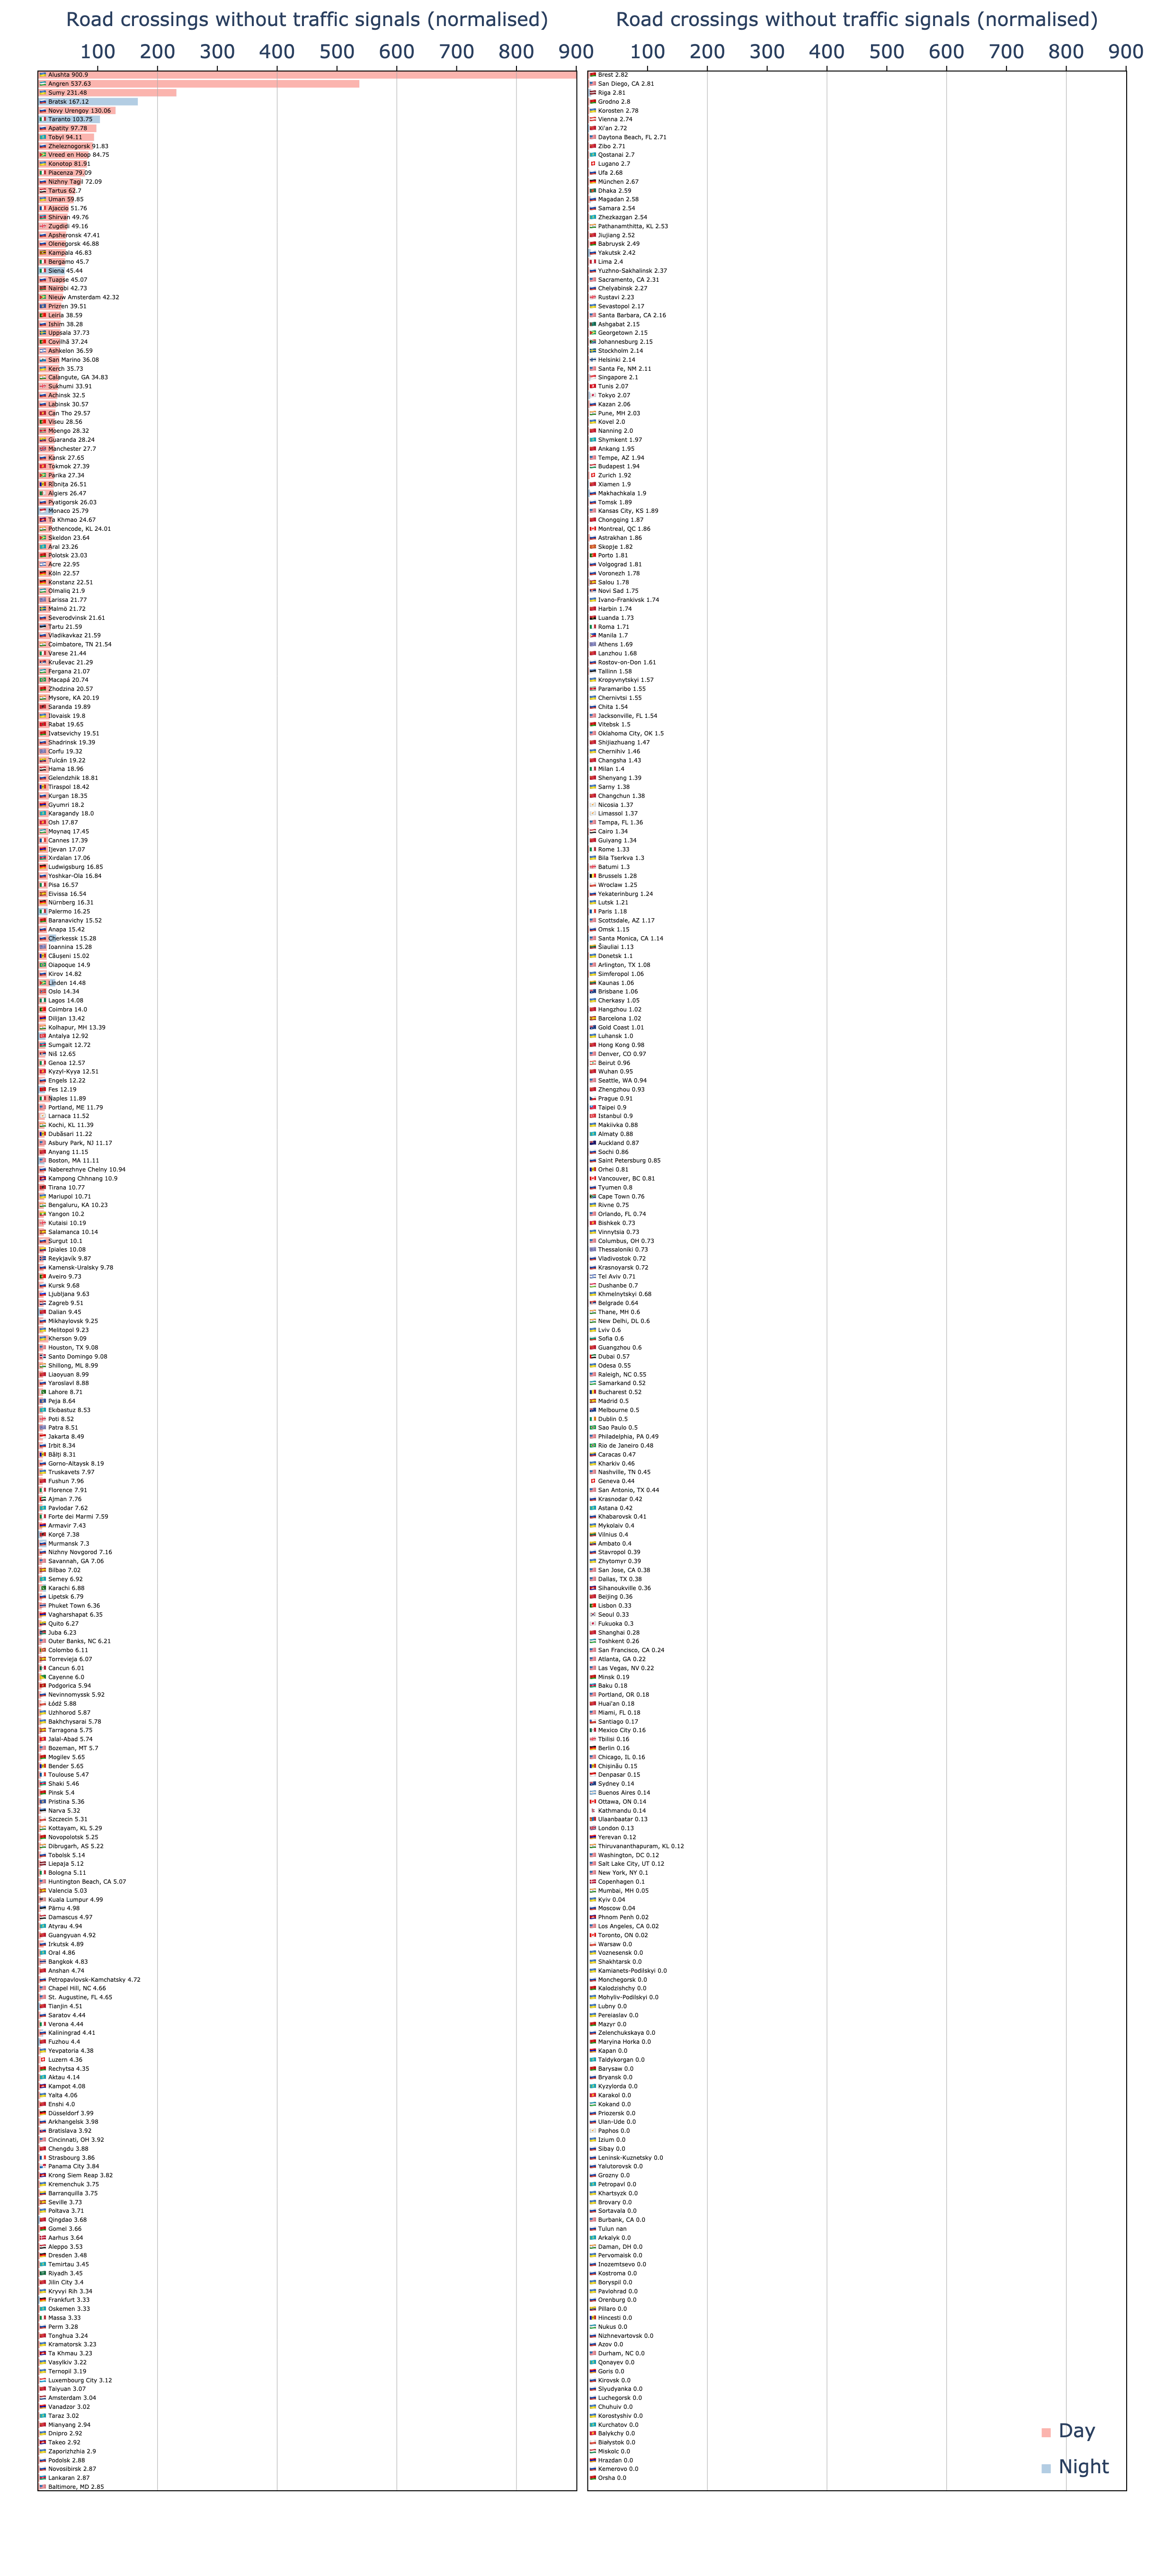 Road crossings without traffic signals (normalised)
100 200 300 400 500 600 700 800 900
Alushta 900.9
Angren 537.63
Sumy 231.48
Bratsk 167.12
Novy Urengoy 130.06
Taranto 103.75
Apatity 97.78
Tobyl 94.11
Zheleznogorsk 91.83
Vreed en Hoop 84.75
Konotop 81.91
Piacenza 79.09
Nizhny Tagil 72.09
Tartus 62.7
Uman 59.85
Ajaccio 51.76
Shirvan 49.76
Zugdidi 49.16
Apsheronsk 47.41
Olenegorsk 46.88
Kampala 46.83
Bergamo 45.7
Siena 45.44
Tuapse 45.07
Nairobi 42.73
Nieuw Amsterdam 42.32
Prizren 39.51
Leiria 38.59
Ishim 38.28
Uppsala 37.73
Covilhã 37.24
Ashkelon 36.59
San Marino 36.08
Kerch 35.73
Calangute, GA 34.83
Sukhumi 33.91
Achinsk 32.5
Labinsk 30.57
Can Tho 29.57
Viseu 28.56
Moengo 28.32
Guaranda 28.24
Manchester 27.7
Kansk 27.65
Tokmok 27.39
Parika 27.34
Rîbnița 26.51
Algiers 26.47
Pyatigorsk 26.03
Monaco 25.79
Ta Khmao 24.67
Pothencode, KL 24.01
Skeldon 23.64
Aral 23.26
Polotsk 23.03
Acre 22.95
Köln 22.57
Konstanz 22.51
Olmaliq 21.9
Larissa 21.77
Malmö 21.72
Severodvinsk 21.61
Tartu 21.59
Vladikavkaz 21.59
Coimbatore, TN 21.54
Varese 21.44
Kruševac 21.29
Fergana 21.07
Macapá 20.74
Zhodzina 20.57
Mysore, KA 20.19
Saranda 19.89
Ilovaisk 19.8
Rabat 19.65
Ivatsevichy 19.51
Shadrinsk 19.39
Corfu 19.32
Tulcán 19.22
Hama 18.96
Gelendzhik 18.81
Tiraspol 18.42
Kurgan 18.35
Gyumri 18.2
Karagandy 18.0
Osh 17.87
Moynaq 17.45
Cannes 17.39
Ijevan 17.07
Xırdalan 17.06
Ludwigsburg 16.85
Yoshkar-Ola 16.84
Pisa 16.57
Eivissa 16.54
Nürnberg 16.31
Palermo 16.25
Baranavichy 15.52
Anapa 15.42
Cherkessk 15.28
Ioannina 15.28
Căușeni 15.02
Oiapoque 14.9
Kirov 14.82
Linden 14.48
Oslo 14.34
Lagos 14.08
Coimbra 14.0
Dilijan 13.42
Kolhapur, MH 13.39
Antalya 12.92
Sumgait 12.72
Niš 12.65
Genoa 12.57
Kyzyl-Kyya 12.51
Engels 12.22
Fes 12.19
Naples 11.89
Portland, ME 11.79
Larnaca 11.52
Kochi, KL 11.39
Dubăsari 11.22
Asbury Park, NJ 11.17
Anyang 11.15
Boston, MA 11.11
Naberezhnye Chelny 10.94
Kampong Chhnang 10.9
Tirana 10.77
Mariupol 10.71
Bengaluru, KA 10.23
Yangon 10.2
Kutaisi 10.19
Salamanca 10.14
Surgut 10.1
Ipiales 10.08
Reykjavik 9.87
Kamensk-Uralsky 9.78
Aveiro 9.73
Kursk 9.68
Ljubljana 9.63
Zagreb 9.51
Dalian 9.45
Mikhaylovsk 9.25
Melitopol 9.23
Kherson 9.09
Houston, TX 9.08
Santo Domingo 9.08
Shillong, ML 8.99
Liaoyuan 8.99
Yaroslavl 8.88
Lahore 8.71
Peja 8.64
Ekibastuz 8.53
Poti 8.52
Patra 8.51
Jakarta 8.49
Irbit 8.34
Bălți 8.31
Gorno-Altaysk 8.19
Truskavets 7.97
Fushun 7.96
Florence 7.91
Ajman 7.76
Pavlodar 7.62
Forte dei Marmi 7.59
Armavir 7.43
Korçë 7.38
Murmansk 7.3
Nizhny Novgorod 7.16
Savannah, GA 7.06
Bilbao 7.02
Semey 6.92
Karachi 6.88
Lipetsk 6.79
Phuket Town 6.36
Vagharshapat 6.35
Quito 6.27
Juba 6.23
Outer Banks, NC 6.21
Colombo 6.11
Torrevieja 6.07
Cancun 6.01
Cayenne 6.0
Podgorica 5.94
Nevinnomyssk 5.92
Łódź 5.88
Uzhhorod 5.87
Bakhchysarai 5.78
Tarragona 5.75
Jalal-Abad 5.74
Bozeman, MT 5.7
Mogilev 5.65
Bender 5.65
Toulouse 5.47
Shaki 5.46
Pinsk 5.4
Pristina 5.36
Narva 5.32
Szczecin 5.31
Kottayam, KL 5.29
Novopolotsk 5.25
Dibrugarh, AS 5.22
Tobolsk 5.14
Liepaja 5.12
Bologna 5.11
Huntington Beach, CA 5.07
Valencia 5.03
Kuala Lumpur 4.99
Pärnu 4.98
Damascus 4.97
Atyrau 4.94
Guangyuan 4.92
Irkutsk 4.89
Oral 4.86
Bangkok 4.83
Anshan 4.74
Petropavlovsk-Kamchatsky 4.72
Chapel Hill, NC 4.66
St. Augustine, FL 4.65
Tianjin 4.51
Saratov 4.44
Verona 4.44
Kaliningrad 4.41
Fuzhou 4.4
Yevpatoria 4.38
Luzern 4.36
Rechytsa 4.35
Aktau 4.14
Kampot 4.08
Yalta 4.06
Enshi 4.0
Düsseldorf 3.99
Arkhangelsk 3.98
Bratislava 3.92
Cincinnati, OH 3.92
Chengdu 3.88
Strasbourg 3.86
Panama City 3.84
Krong Siem Reap 3.82
Kremenchuk 3.75
Barranquilla 3.75
Seville 3.73
Poltava 3.71
Qingdao 3.68
Gomel 3.66
Aarhus 3.64
Aleppo 3.53
Dresden 3.48
Temirtau 3.45
Riyadh 3.45
Jilin City 3.4
Kryvyi Rih 3.34
Frankfurt 3.33
Oskemen 3.33
Massa 3.33
Perm 3.28
Tonghua 3.24
Kramatorsk 3.23
Ta Khmau 3.23
Vasylkiv 3.22
Ternopil 3.19
Luxembourg City 3.12
Taiyuan 3.07
Amsterdam 3.04
Vanadzor 3.02
Taraz 3.02
Mianyang 2.94
Dnipro 2.92
Takeo 2.92
Zaporizhzhia 2.9
Podolsk 2.88
Novosibirsk 2.87
Lankaran 2.87
Baltimore, MD 2.85
Road crossings without traffic signals (normalised)
100 200 300 400 500 600 700 800 900
Brest 2.82
San Diego, CA 2.81
Riga 2.81
Grodno 2.8
Korosten 2.78
Vienna 2.74
Xi'an 2.72
Daytona Beach, FL 2.71
Zibo 2.71
Qostanai 2.7
Lugano 2.7
Ufa 2.68
München 2.67
Dhaka 2.59
Magadan 2.58
Samara 2.54
Zhezkazgan 2.54
Pathanamthitta, KL 2.53
Jiujiang 2.52
Babruysk 2.49
Yakutsk 2.42
Lima 2.4
Yuzhno-Sakhalinsk 2.37
Sacramento, CA 2.31
Chelyabinsk 2.27
Rustavi 2.23
Sevastopol 2.17
Santa Barbara, CA 2.16
Ashgabat 2.15
Georgetown 2.15
Johannesburg 2.15
Stockholm 2.14
Helsinki 2.14
Santa Fe, NM 2.11
Singapore 2.1
Tunis 2.07
Tokyo 2.07
Kazan 2.06
Pune, MH 2.03
Kovel 2.0
Nanning 2.0
Shymkent 1.97
Ankang 1.95
Tempe, AZ 1.94
Budapest 1.94
Zurich 1.92
Xiamen 1.9
Makhachkala 1.9
Tomsk 1.89
Kansas City, KS 1.89
Chongqing 1.87
Montreal, QC 1.86
Astrakhan 1.86
Skopje 1.82
Porto 1.81
Volgograd 1.81
Voronezh 1.78
Salou 1.78
Novi Sad 1.75
Ivano-Frankivsk 1.74
Harbin 1.74
Luanda 1.73
Roma 1.71
Manila 1.7
Athens 1.69
Lanzhou 1.68
Rostov-on-Don 1.61
Tallinn 1.58
Kropyvnytskyi 1.57
Paramaribo 1.55
Chernivtsi 1.55
Chita 1.54
Jacksonville, FL 1.54
Vitebsk 1.5
Oklahoma City, OK 1.5
Shijiazhuang 1.47
Chernihiv 1.46
Changsha 1.43
Milan 1.4
Shenyang 1.39
Sarny 1.38
Changchun 1.38
Nicosia 1.37
Limassol 1.37
Tampa, FL 1.36
Cairo 1.34
Guiyang 1.34
Rome 1.33
Bila Tserkva 1.3
Batumi 1.3
Brussels 1.28
Wroclaw 1.25
Yekaterinburg 1.24
Lutsk 1.21
Paris 1.18
Scottsdale, AZ 1.17
Omsk 1.15
Santa Monica, CA 1.14
Šiauliai 1.13
Donetsk 1.1
Arlington, TX 1.08
Simferopol 1.06
Kaunas 1.06
Brisbane 1.06
Cherkasy 1.05
Hangzhou 1.02
Barcelona 1.02
Gold Coast 1.01
Luhansk 1.0
Hong Kong 0.98
Denver, CO 0.97
Beirut 0.96
Wuhan 0.95
Seattle, WA 0.94
Zhengzhou 0.93
Prague 0.91
Taipei 0.9
Istanbul 0.9
Makiivka 0.88
Almaty 0.88
Auckland 0.87
Sochi 0.86
Saint Petersburg 0.85
Orhei 0.81
Vancouver, BC 0.81
Tyumen 0.8
Cape Town 0.76
Rivne 0.75
Orlando, FL 0.74
Bishkek 0.73
Vinnytsia 0.73
Columbus, OH 0.73
Thessaloniki 0.73
Vladivostok 0.72
Krasnoyarsk 0.72
Tel Aviv 0.71
Dushanbe 0.7
Khmelnytskyi 0.68
Belgrade 0.64
Thane, MH 0.6
New Delhi, DL 0.6
Lviv 0.6
Sofia 0.6
Guangzhou 0.6
Dubai 0.57
Odesa 0.55
Raleigh, NC 0.55
Samarkand 0.52
Bucharest 0.52
Madrid 0.5
Melbourne 0.5
Dublin 0.5
Sao Paulo 0.5
Philadelphia, PA 0.49
Rio de Janeiro 0.48
Caracas 0.47
Kharkiv 0.46
Nashville, TN 0.45
Geneva 0.44
San Antonio, TX 0.44
Krasnodar 0.42
Astana 0.42
Khabarovsk 0.41
Mykolaiv 0.4
Vilnius 0.4
Ambato 0.4
Stavropol 0.39
Zhytomyr 0.39
San Jose, CA 0.38
Dallas, TX 0.38
Sihanoukville 0.36
Beijing 0.36
Lisbon 0.33
Seoul 0.33
Fukuoka 0.3
Shanghai 0.28
Toshkent 0.26
San Francisco, CA 0.24
Atlanta, GA 0.22
Las Vegas, NV 0.22
Minsk 0.19
Baku 0.18
Portland, OR 0.18
Huai'an 0.18
Miami, FL 0.18
Santiago 0.17
Mexico City 0.16
Tbilisi 0.16
Berlin 0.16
Chicago, IL 0.16
Chișinău 0.15
Denpasar 0.15
Sydney 0.14
Buenos Aires 0.14
Ottawa, ON 0.14
Kathmandu 0.14
Ulaanbaatar 0.13
London 0.13
Yerevan 0.12
Thiruvananthapuram, KL 0.12
Washington, DC 0.12
Salt Lake City, UT 0.12
New York, NY 0.1
Copenhagen 0.1
Mumbai, MH 0.05
Kyiv 0.04
Moscow 0.04
Phnom Penh 0.02
Los Angeles, CA 0.02
Toronto, ON 0.02
Warsaw 0.0
Voznesensk 0.0
Shakhtarsk 0.0
Kamianets-Podilskyi 0.0
Monchegorsk 0.0
Kalodzishchy 0.0
Mohyliv-Podilskyi 0.0
Lubny 0.0
Pereiaslav 0.0
Mazyr 0.0
Zelenchukskaya 0.0
Maryina Horka 0.0
Kapan 0.0
Taldykorgan 0.0
Barysaw 0.0
Bryansk 0.0
Kyzylorda 0.0
Karakol 0.0
Kokand 0.0
Priozersk 0.0
Ulan-Ude 0.0
Paphos 0.0
Izium 0.0
Sibay 0.0
Leninsk-Kuznetsky 0.0
Yalutorovsk 0.0
Grozny 0.0
Petropavl 0.0
Khartsyzk 0.0
Brovary 0.0
Sortavala 0.0
Burbank, CA 0.0
Tulun nan
Arkalyk 0.0
Daman, DH 0.0
Pervomaisk 0.0
Inozemtsevo 0.0
Kostroma 0.0
Boryspil 0.0
Pavlohrad 0.0
Orenburg 0.0
Píllaro 0.0
Hincesti 0.0
Nukus 0.0
Nizhnevartovsk 0.0
Azov 0.0
Durham, NC 0.0
Qonayev 0.0
Goris 0.0
Kirovsk 0.0
Slyudyanka 0.0
Luchegorsk 0.0
Chuhuiv 0.0
Korostyshiv 0.0
Kurchatov 0.0
Balykchy 0.0
Białystok 0.0
Miskolc 0.0
Hrazdan 0.0
Kemerovo 0.0
Orsha 0.0
Day
Night